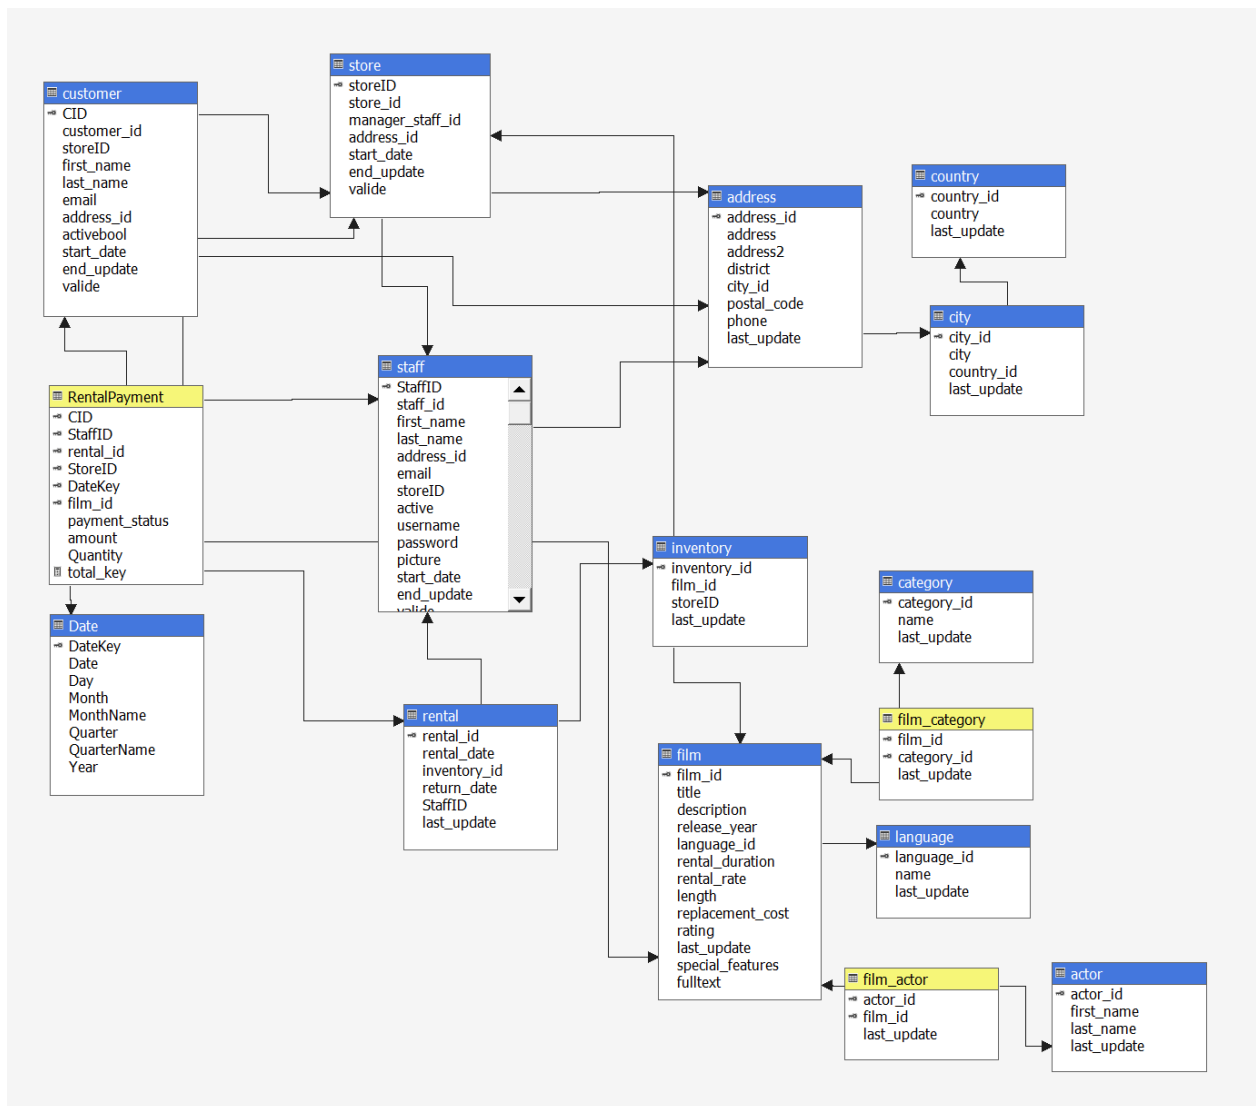 store
storeID
store_id
manager_staff_id
address_id
start_date
end_update
valide
customer
CID
customer_id
storeID
first_name
last_name
email
address_id
activebool
start_date
end_update
valide
address
address_id
address
address2
district
city_id
postal_code
phone
last_update
country
country_id
country
last_update
city
city_id
city
country_id
last_update
staff
StaffID
staff_id
first_name
last_name
address_id
email
storeID
active
username
password
picture
start_date
end_update
valide
RentalPayment
CID
StaffID
rental_id
StoreID
DateKey
film_id
payment_status
amount
Quantity
total_key
Date
DateKey
Date
Day
Month
MonthName
Quarter
QuarterName
Year
inventory
inventory_id
film_id
storeID
last_update
category
category_id
name
last_update
rental
rental_id
rental_date
inventory_id
return_date
StaffID
last_update
film_category
film_id
category_id
last_update
film
film_id
title
description
release_year
language_id
rental_duration
rental_rate
length
replacement_cost
rating
last_update
special_features
fulltext
language
language_id
name
last_update
film_actor
actor_id
film_id
last_update
actor
actor_id
first_name
last_name
last_update